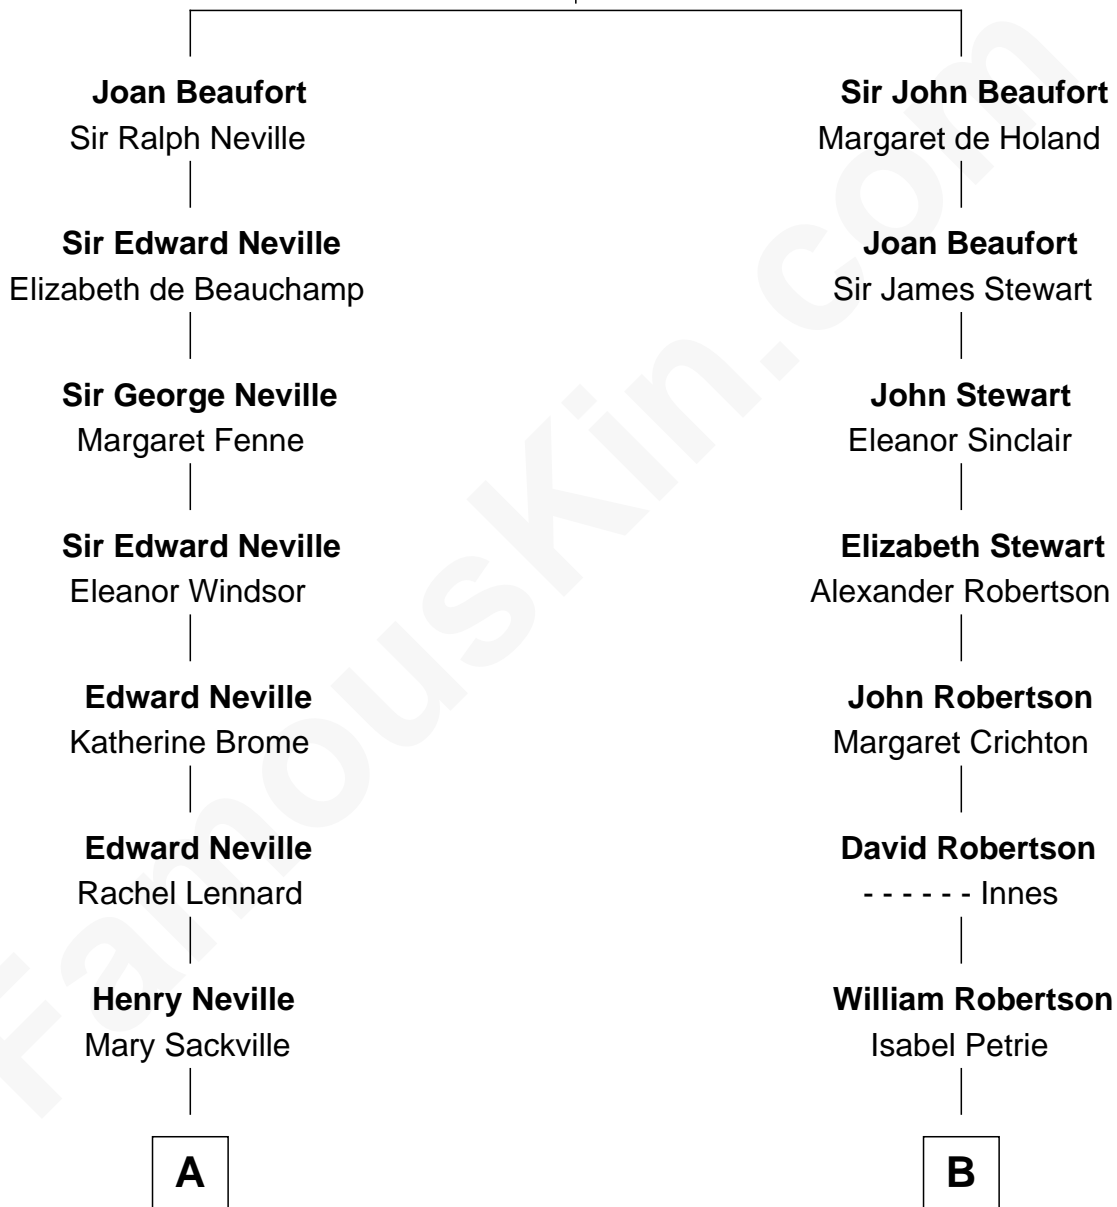 Joan Beaufort
Sir Ralph Neville
Sir Edward Neville
Elizabeth de Beauchamp
Sir George Neville
Margaret Fenne
Sir Edward Neville
Eleanor Windsor
Edward Neville
Katherine Brome
Edward Neville
Rachel Lennard
Henry Neville
Mary Sackville
A
Sir John Beaufort
Margaret de Holand
Joan Beaufort
Sir James Stewart
John Stewart
Eleanor Sinclair
Elizabeth Stewart
Alexander Robertson
John Robertson
Margaret Crichton
David Robertson
- - - - - - Innes
William Robertson
Isabel Petrie
B
FamousKin.com